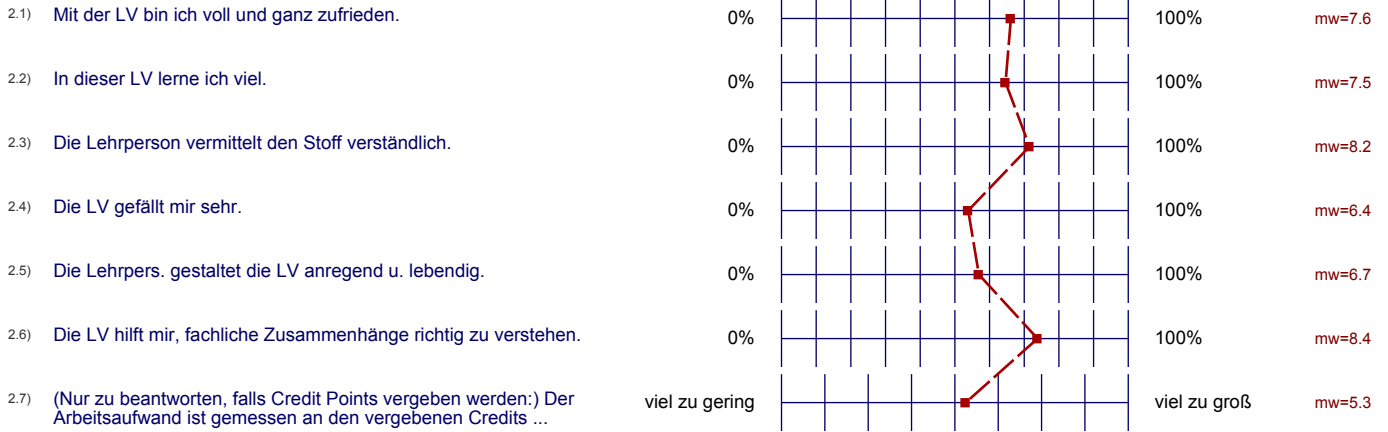 2.1) Mit der LV bin ich voll und ganz zufrieden. 0% 100% mw=7.6
2.2) In dieser LV lerne ich viel. 0% 100% mw=7.5
2.3) Die Lehrperson vermittelt den Stoff verständlich. 0% 100% mw=8.2
2.4) Die LV gefällt mir sehr. 0% 100% mw=6.4
2.5) Die Lehrpers. gestaltet die LV anregend u. lebendig. 0% 100% mw=6.7
2.6) Die LV hilft mir, fachliche Zusammenhänge richtig zu verstehen. 0% 100% mw=8.4
2.7) (Nur zu beantworten, falls Credit Points vergeben werden:) Der viel zu gering viel zu groß mw=5.3
Arbeitsaufwand ist gemessen an den vergebenen Credits ...